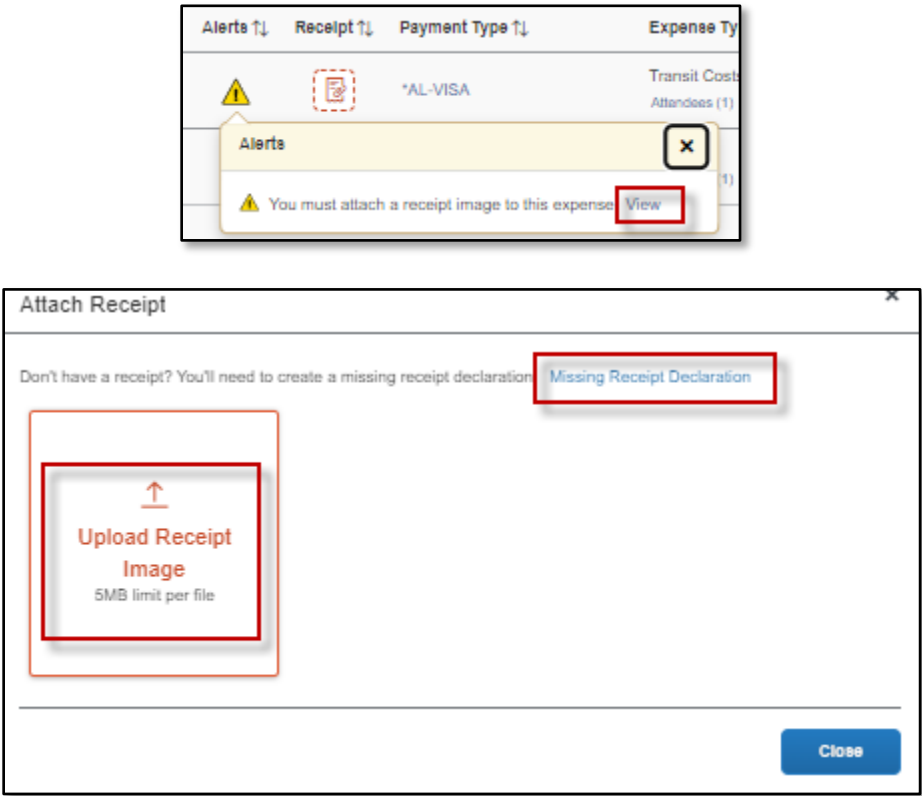 Alerts ↑↓ Receipt ↑↓ Payment Type ↑↓ Expense Ty
*AL-VISA Transit Costs
Attendees (1)
Alerts
(1)
You must attach a receipt image to this expense View
Attach Receipt
Don't have a receipt? You'll need to create a missing receipt declaration Missing Receipt Declaration
Upload Receipt
Image
5MB limit per file
Close